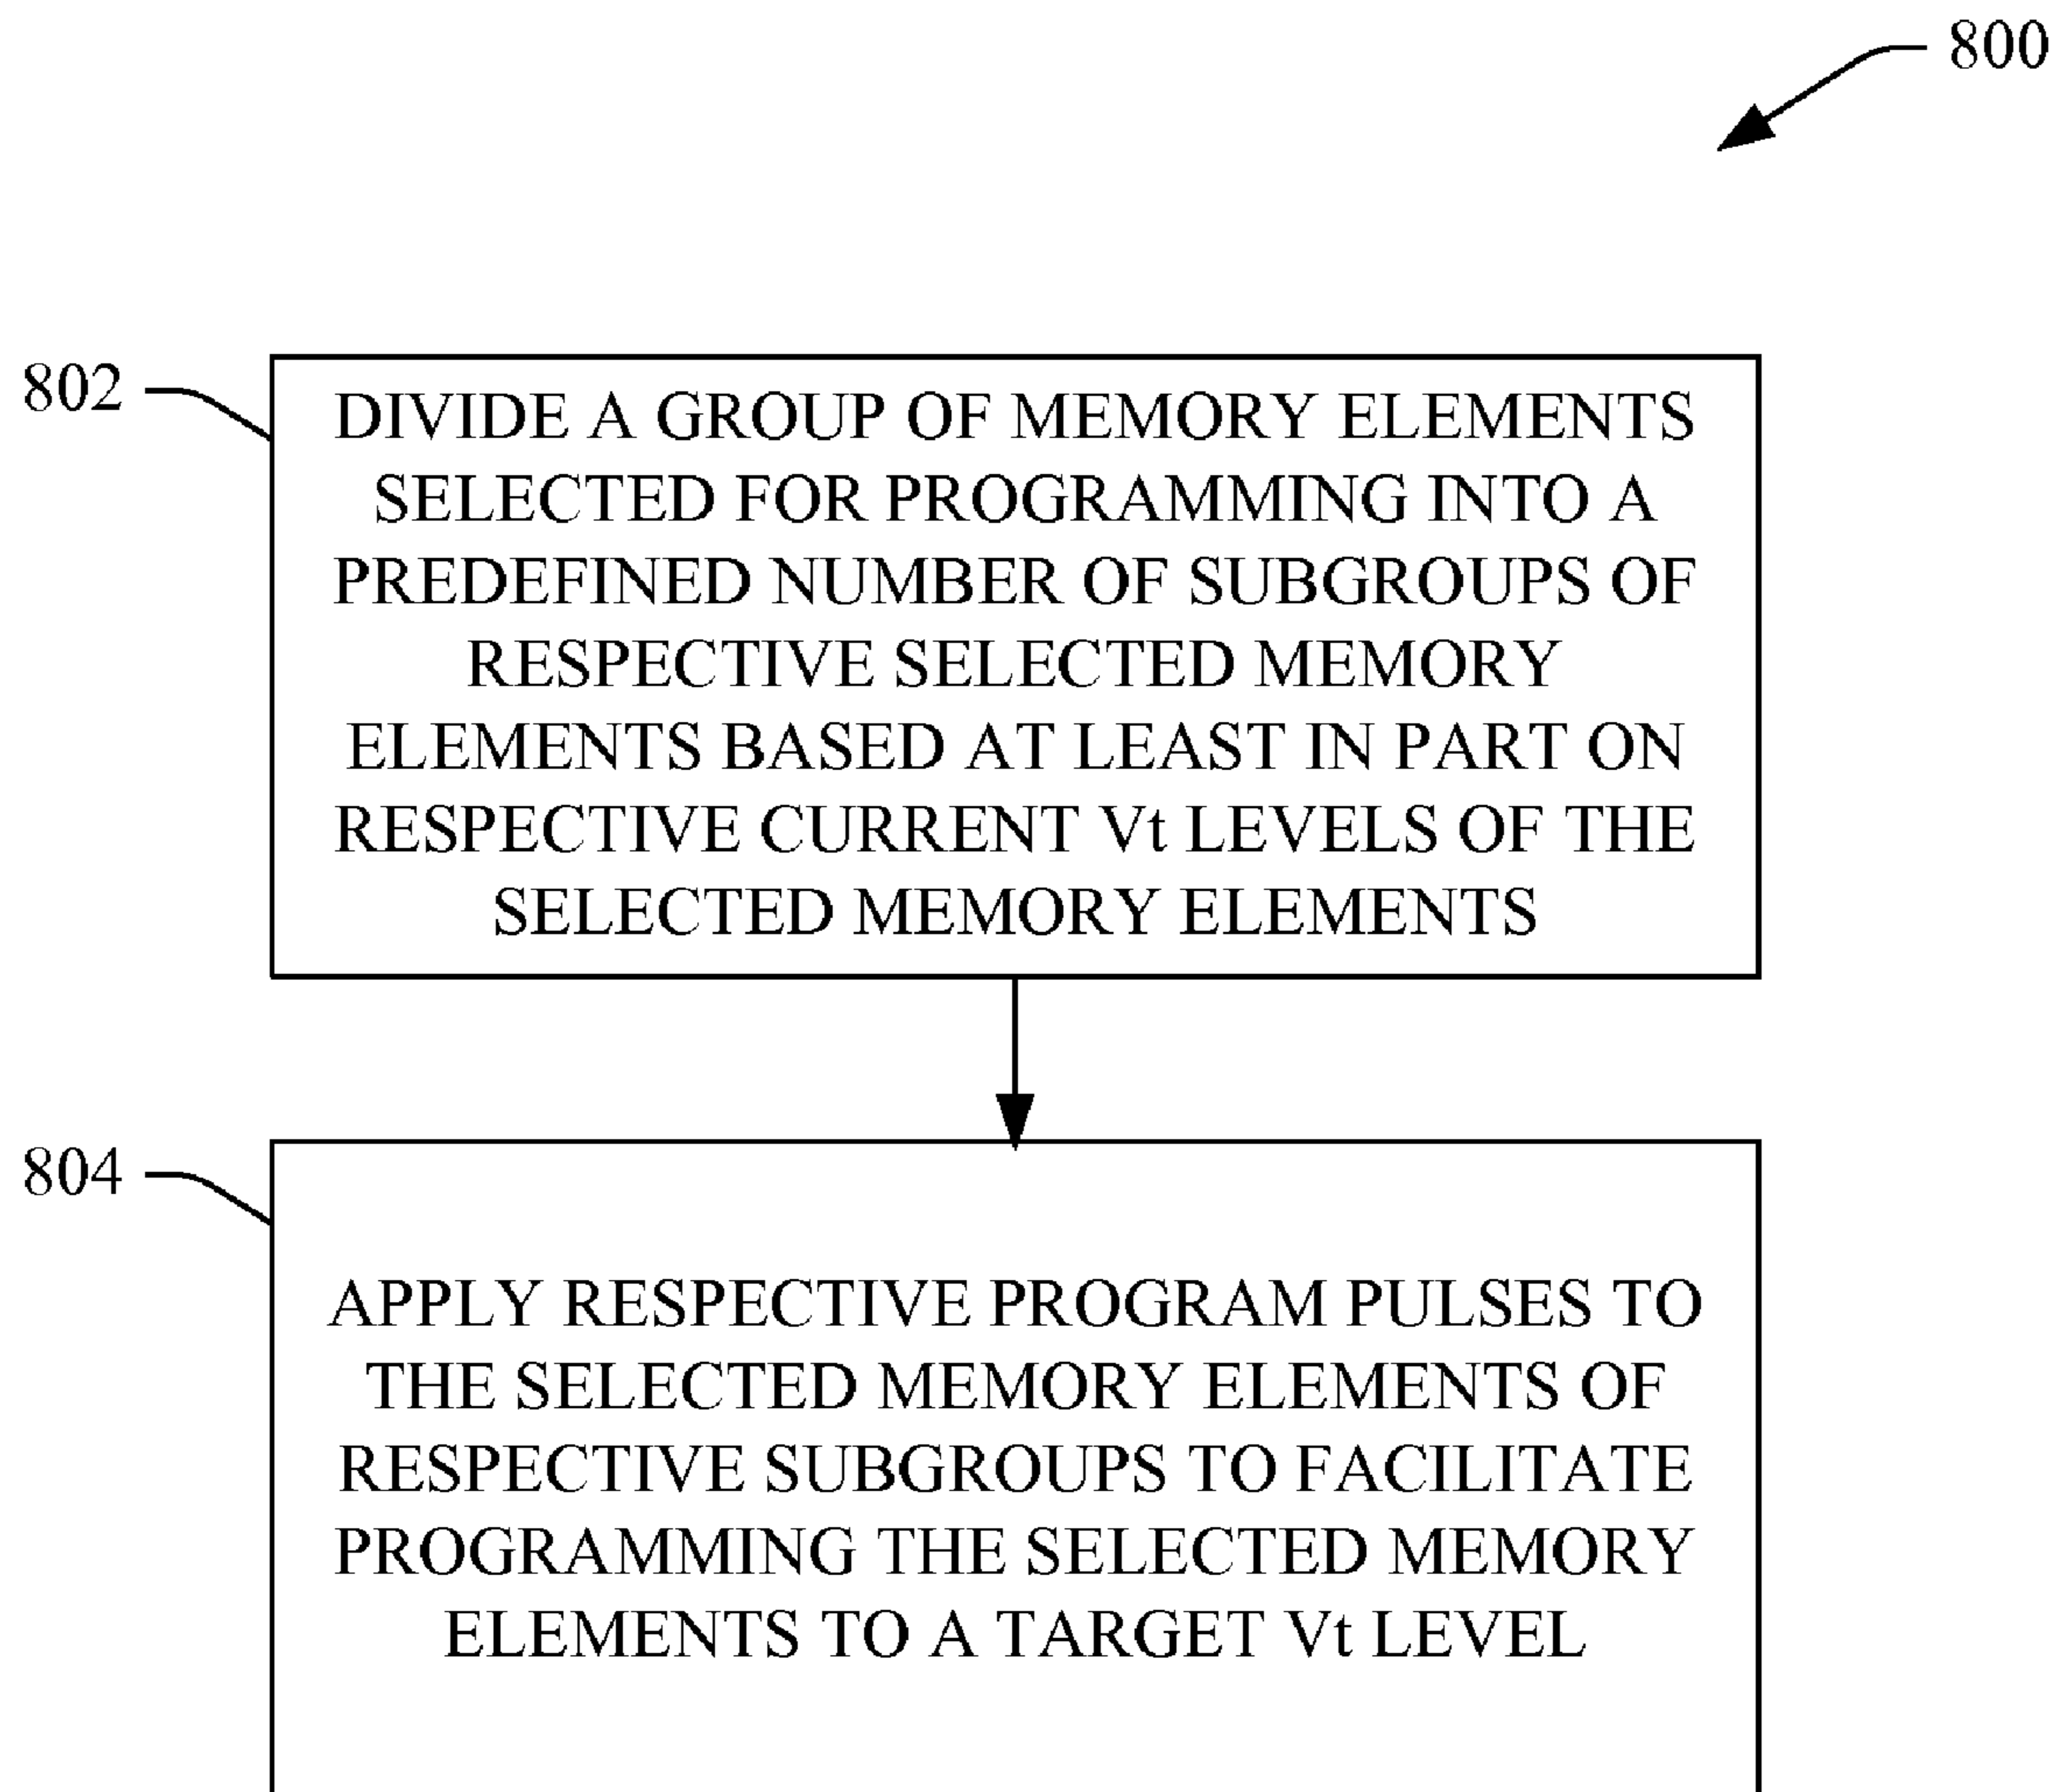 800
802
DIVIDE A GROUP OF MEMORY ELEMENTS
SELECTED FOR PROGRAMMING INTO A
PREDEFINED NUMBER OF SUBGROUPS OF
RESPECTIVE SELECTED MEMORY
ELEMENTS BASED AT LEAST IN PART ON
RESPECTIVE CURRENT Vt LEVELS OF THE
SELECTED MEMORY ELEMENTS
804
APPLY RESPECTIVE PROGRAM PULSES TO
THE SELECTED MEMORY ELEMENTS OF
RESPECTIVE SUBGROUPS TO FACILITATE
PROGRAMMING THE SELECTED MEMORY
ELEMENTS TO A TARGET Vt LEVEL